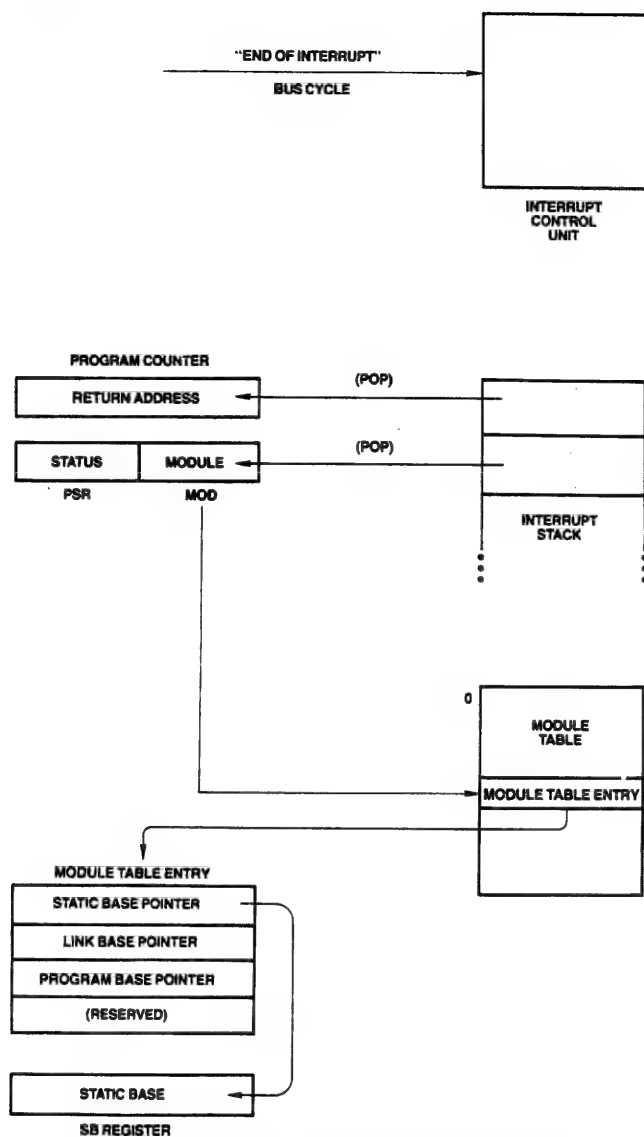 "END OF INTERRUPT"
BUS CYCLE
INTERRUPT
CONTROL
UNIT
PROGRAM COUNTER
RETURN ADDRESS
(POP)
STATUS
MODULE
(POP)
PSR
MOD
INTERRUPT
STACK
0
MODULE
TABLE
MODULE TABLE ENTRY
MODULE TABLE ENTRY
STATIC BASE POINTER
LINK BASE POINTER
PROGRAM BASE POINTER
(RESERVED)
STATIC BASE
SB REGISTER